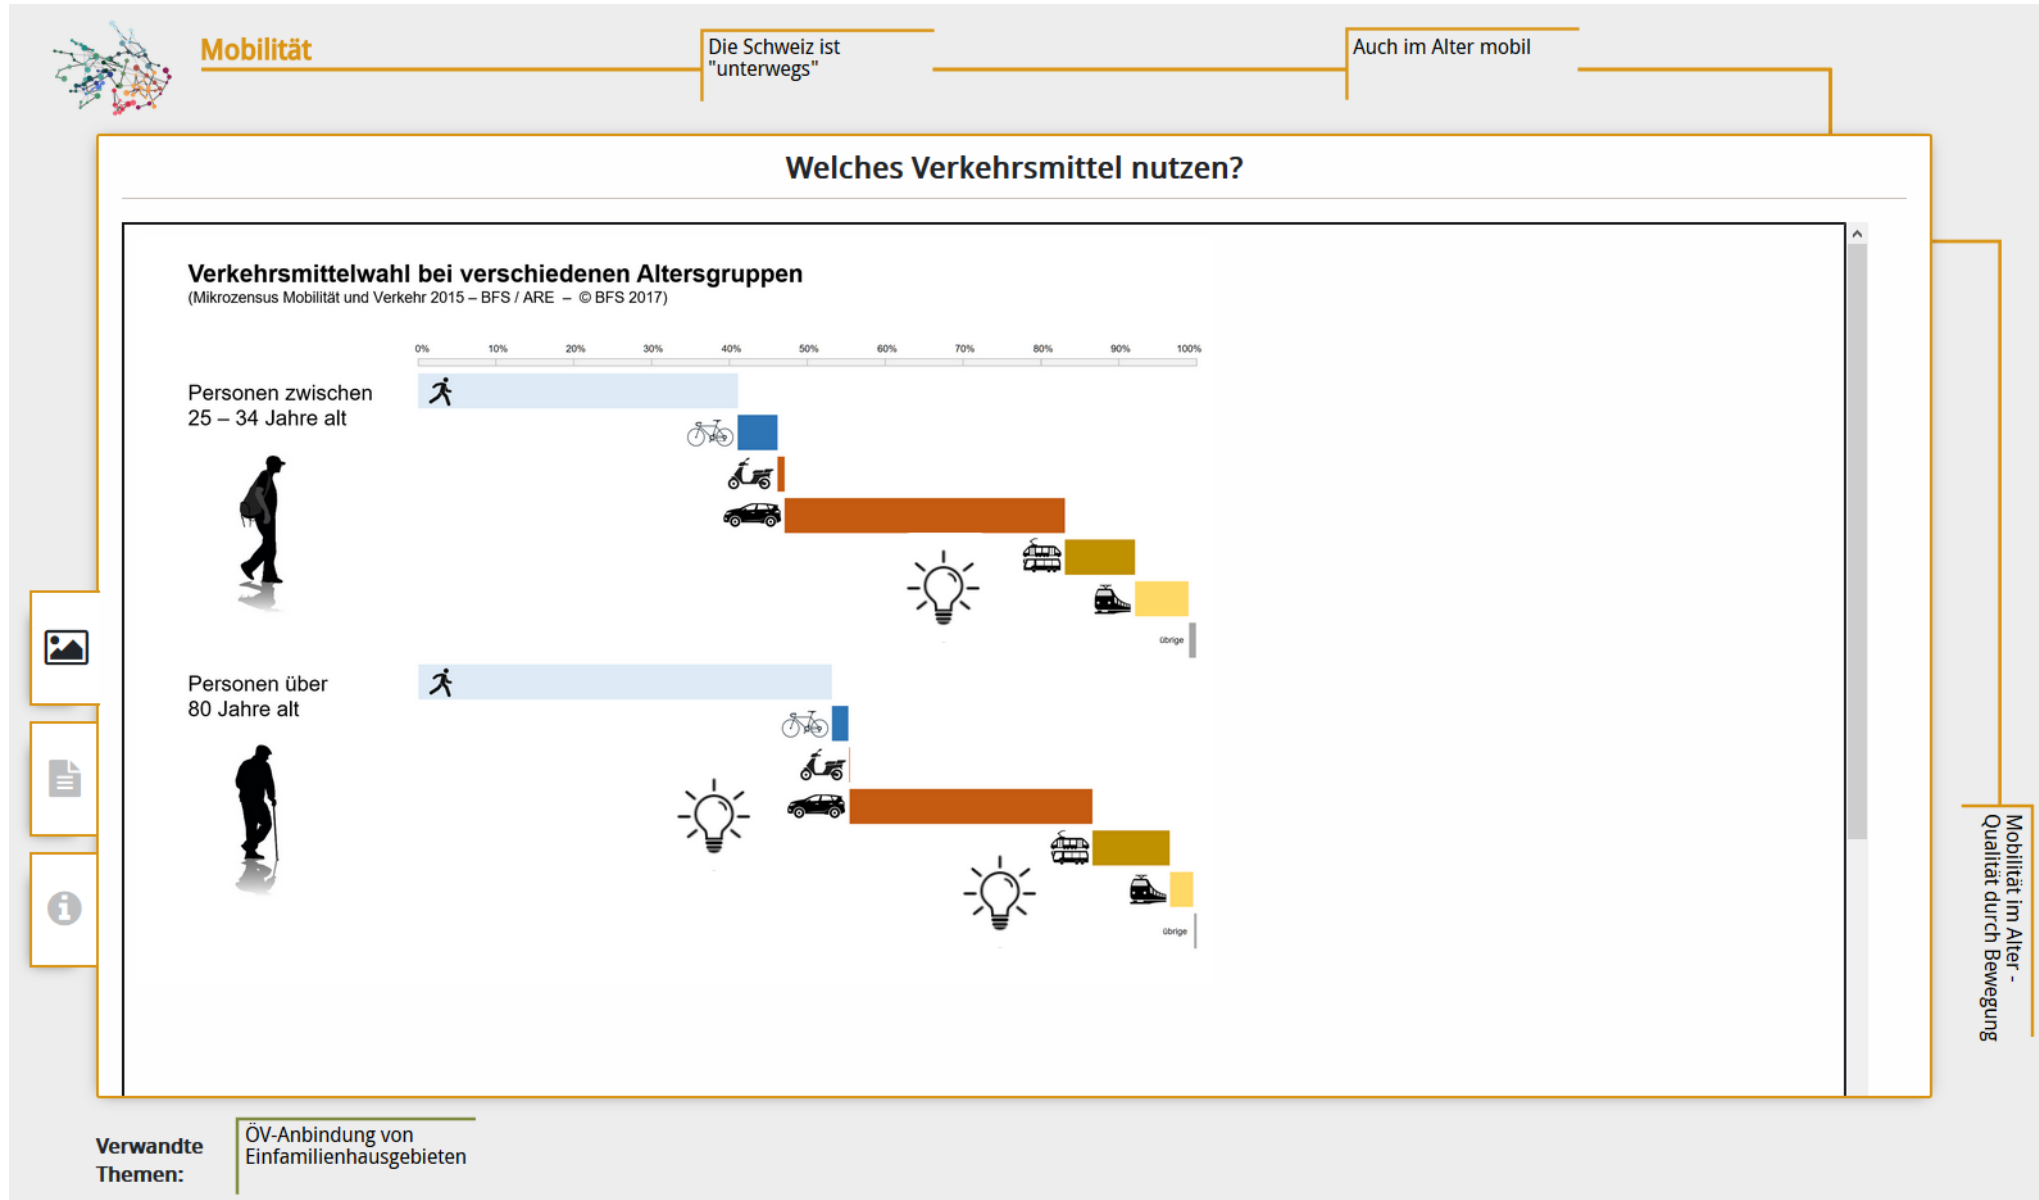 Mobilität
Die Schweiz ist
"unterwegs"
Auch im Alter mobil
Welches Verkehrsmittel nutzen?
Verkehrsmittelwahl bei verschiedenen Altersgruppen
(Mikrozensus Mobilität und Verkehr 2015 – BFS / ARE – © BFS 2017)
0% 10% 20% 30% 40% 50% 60% 70% 80% 90% 100%
Personen zwischen
25 – 34 Jahre alt
übrige
Personen über
80 Jahre alt
übrige
Mobilität im Alter -
Qualität durch Bewegung
Verwandte
Themen:
ÖV-Anbindung von
Einfamilienhausgebieten